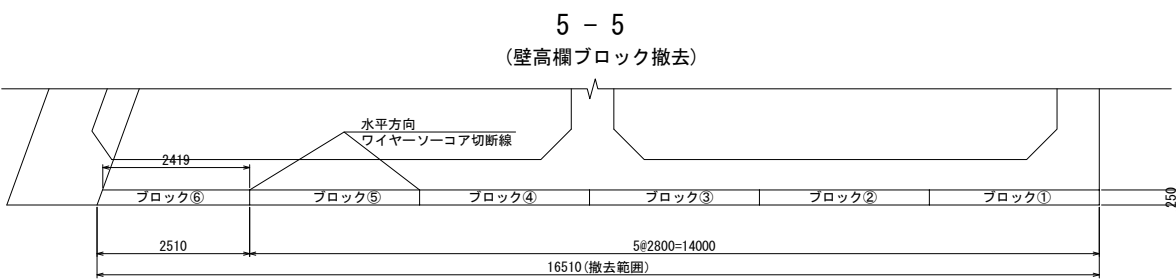 5 - 5
(壁高欄ブロック撤去)
水平方向
ワイヤーソーコア切断線
2419
ブロック⑥
ブロック⑤
ブロック④
ブロック③
ブロック②
ブロック①
250
2510
5@2800=14000
16510(撤去範囲)